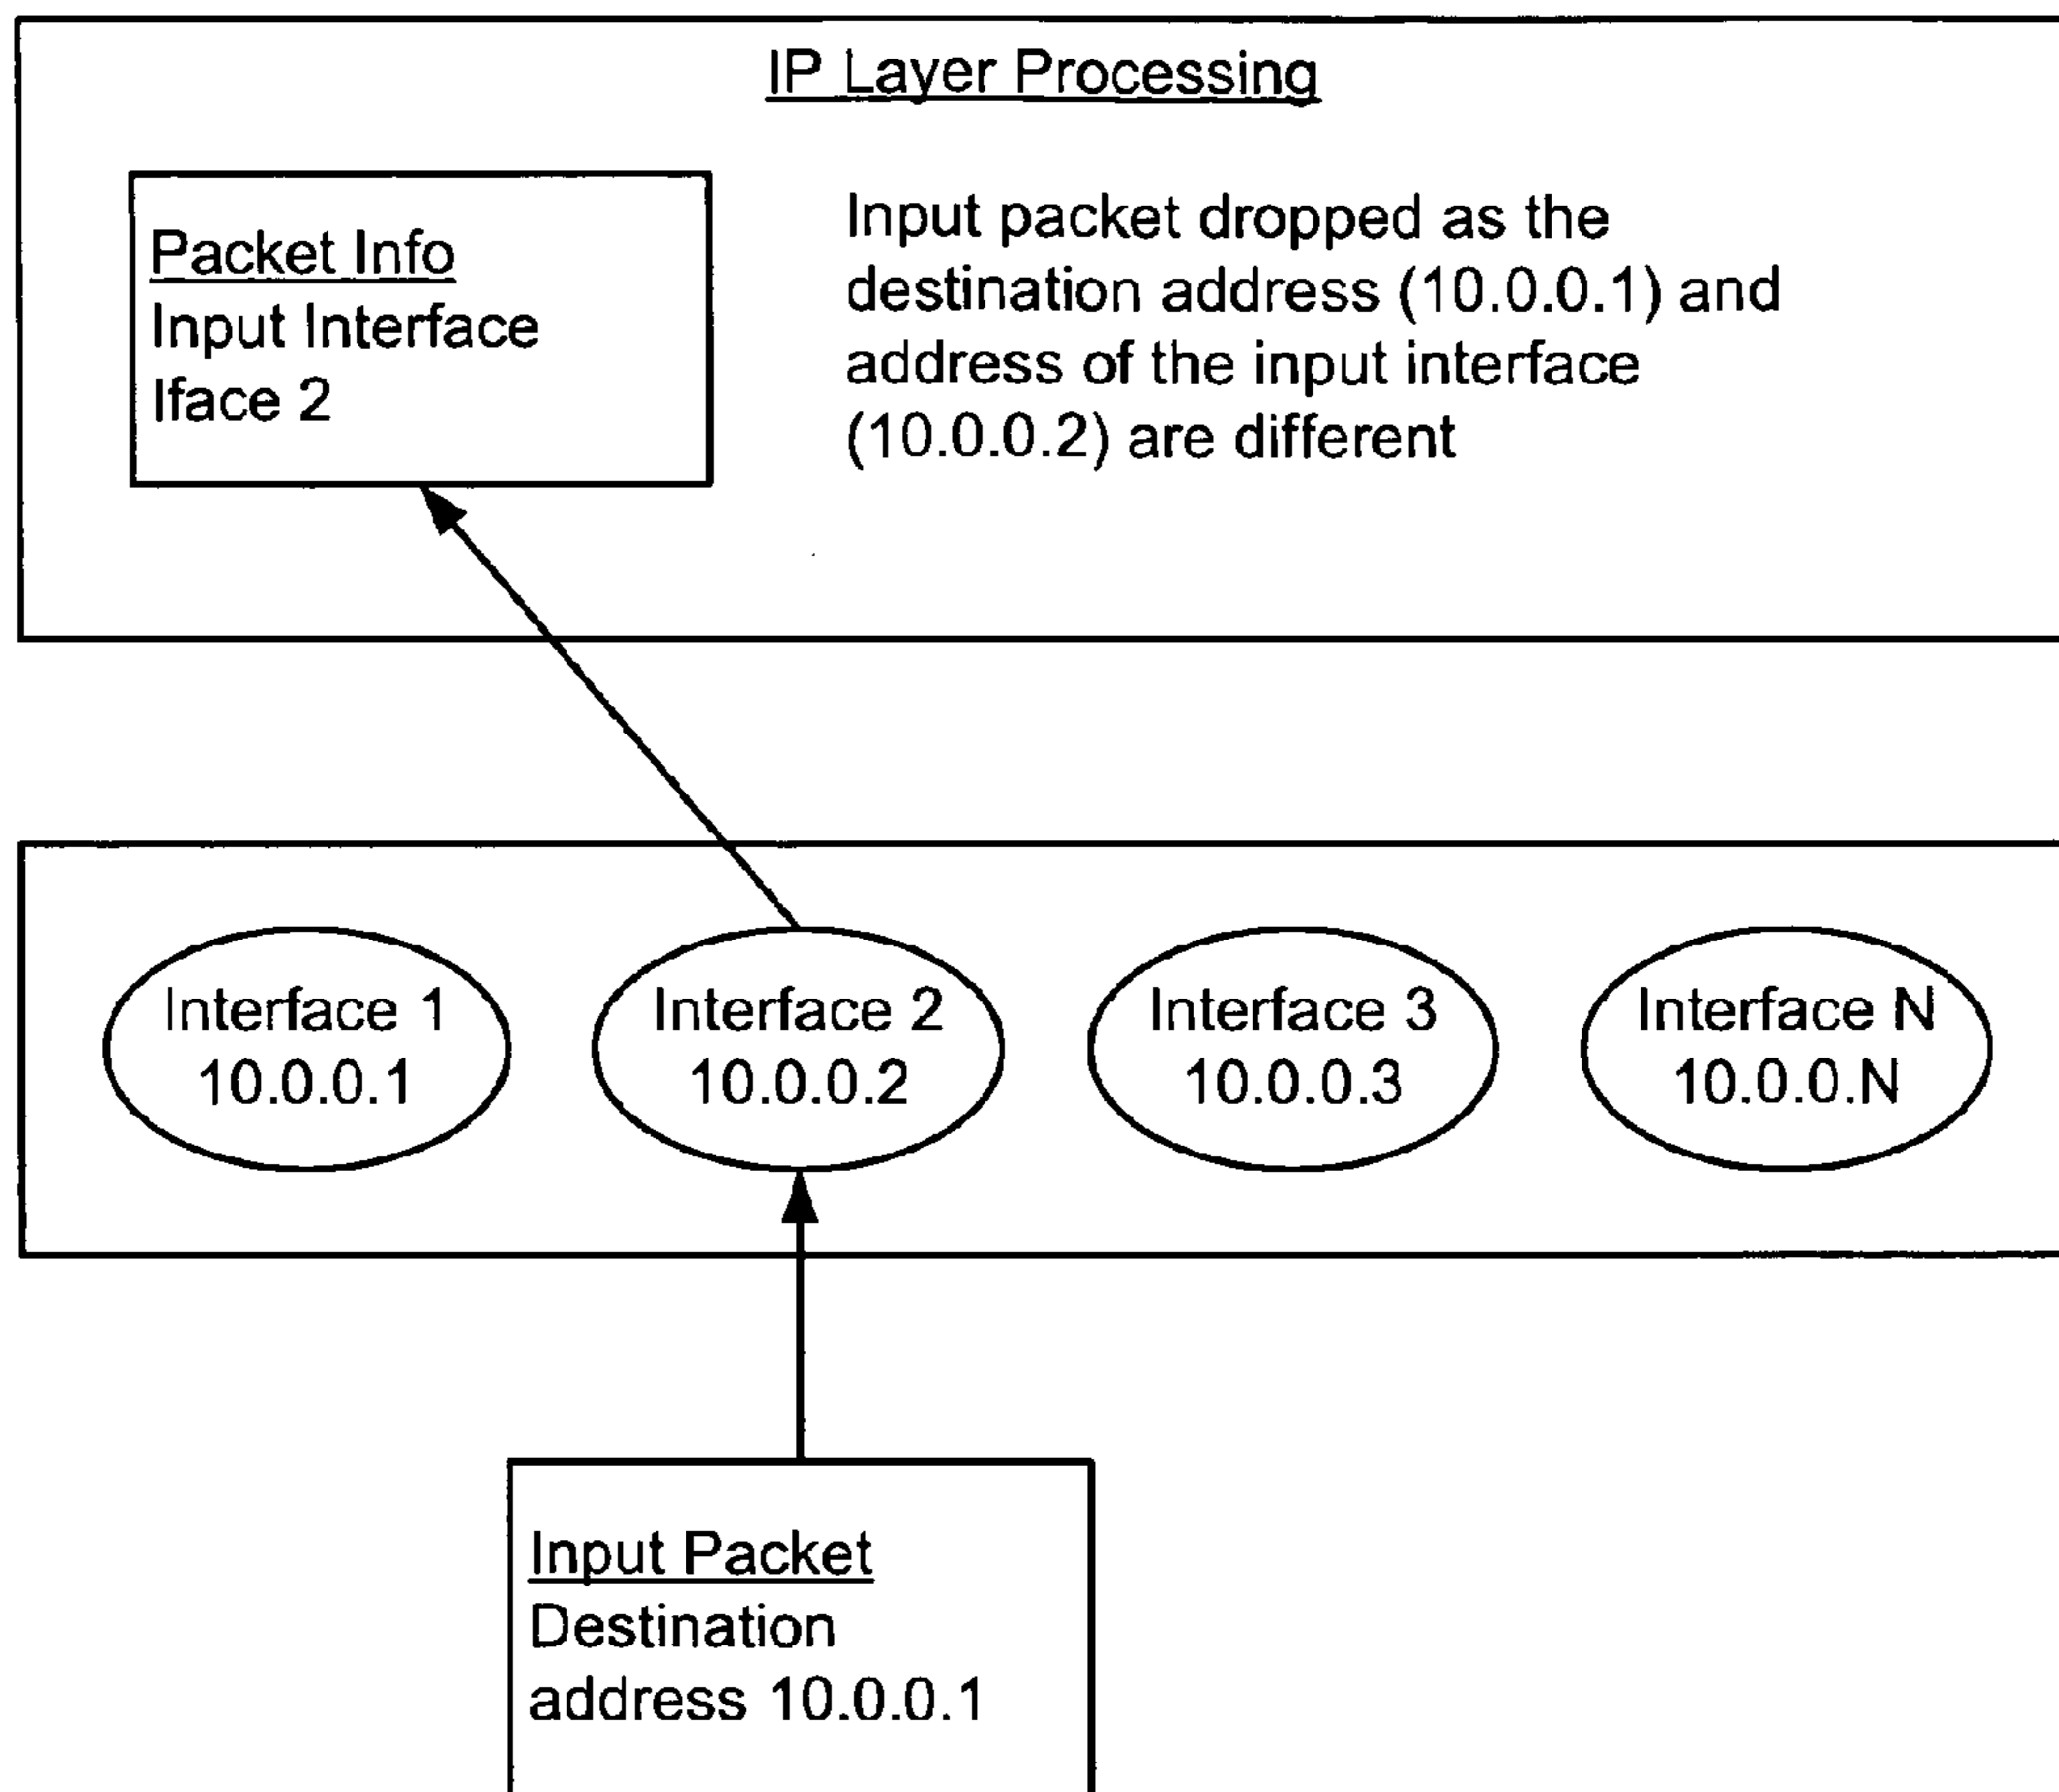 IP Layer Processing
Packet Info
Input Interface
Iface 2
Input packet dropped as the
destination address (10.0.0.1) and
address of the input interface
(10.0.0.2) are different
Interface 1
10.0.0.1
Interface 2
10.0.0.2
Interface 3
10.0.0.3
Interface N
10.0.0.N
Input Packet
Destination
address 10.0.0.1